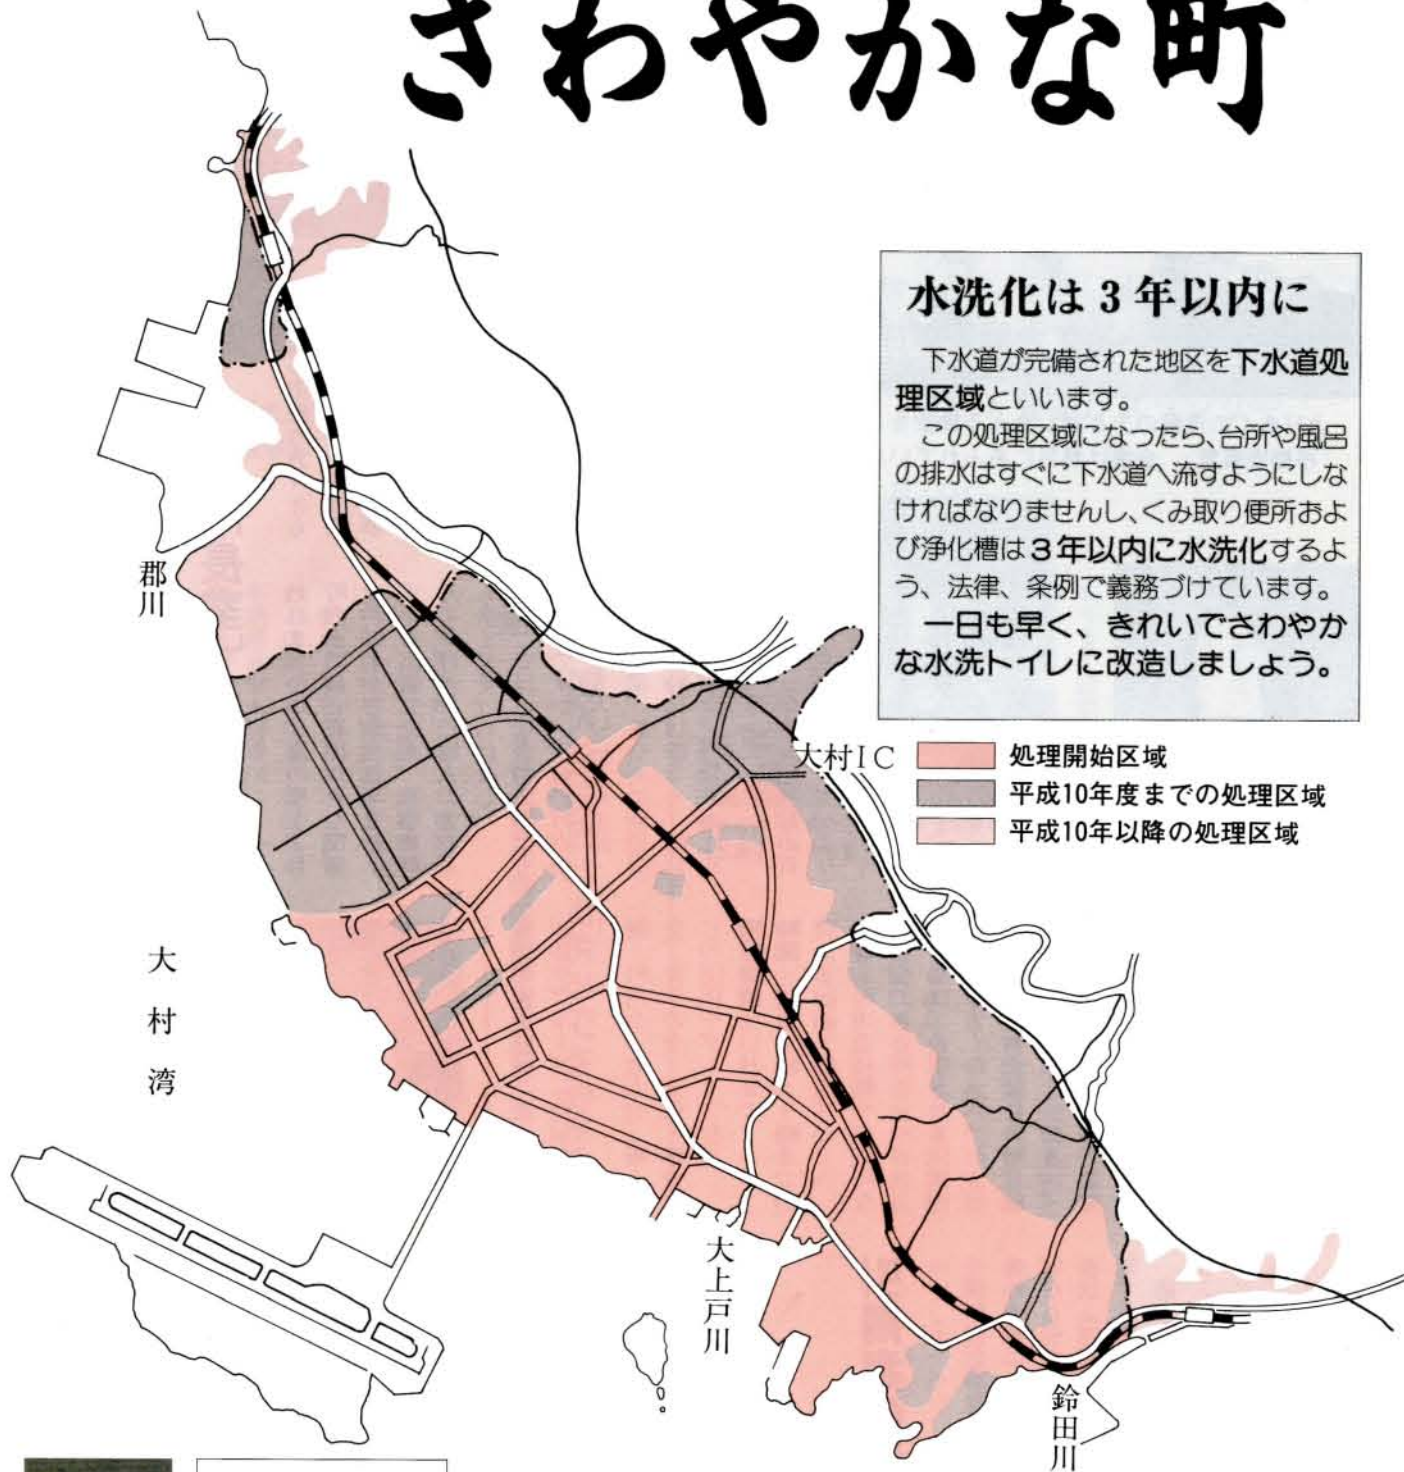 さわやかな町
水洗化は3年以内に
下水道が完備された地区を下水道処
理区域といいます。
この処理区域になったら、台所や風呂
の排水はすぐに下水道へ流すようにしな
ければなりませんし、くみ取り便所およ
び浄化槽は3年以内に水洗化するよ
う、法律、条例で義務づけています。
一日も早く、きれいでさわやか
な水洗トイレに改造しましょう。
大村IC
処理開始区域
平成10年度までの処理区域
平成10年以降の処理区域
郡川
大村湾
大上戸川
鈴田川